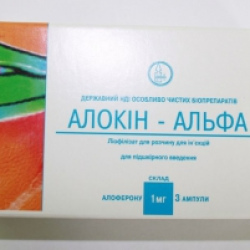 ДЕРЖАВНИЙ НДІ ОСОБЛИВО ЧИСТИХ БІОПРЕПАРАТІВ
АЛОКІН - АЛЬФА
Ліофілізат для розчину для ін'єкцій
для підшкірного введення
СКЛАД
АЛОФЕРОНУ 1 мг 3 АМПУЛИ